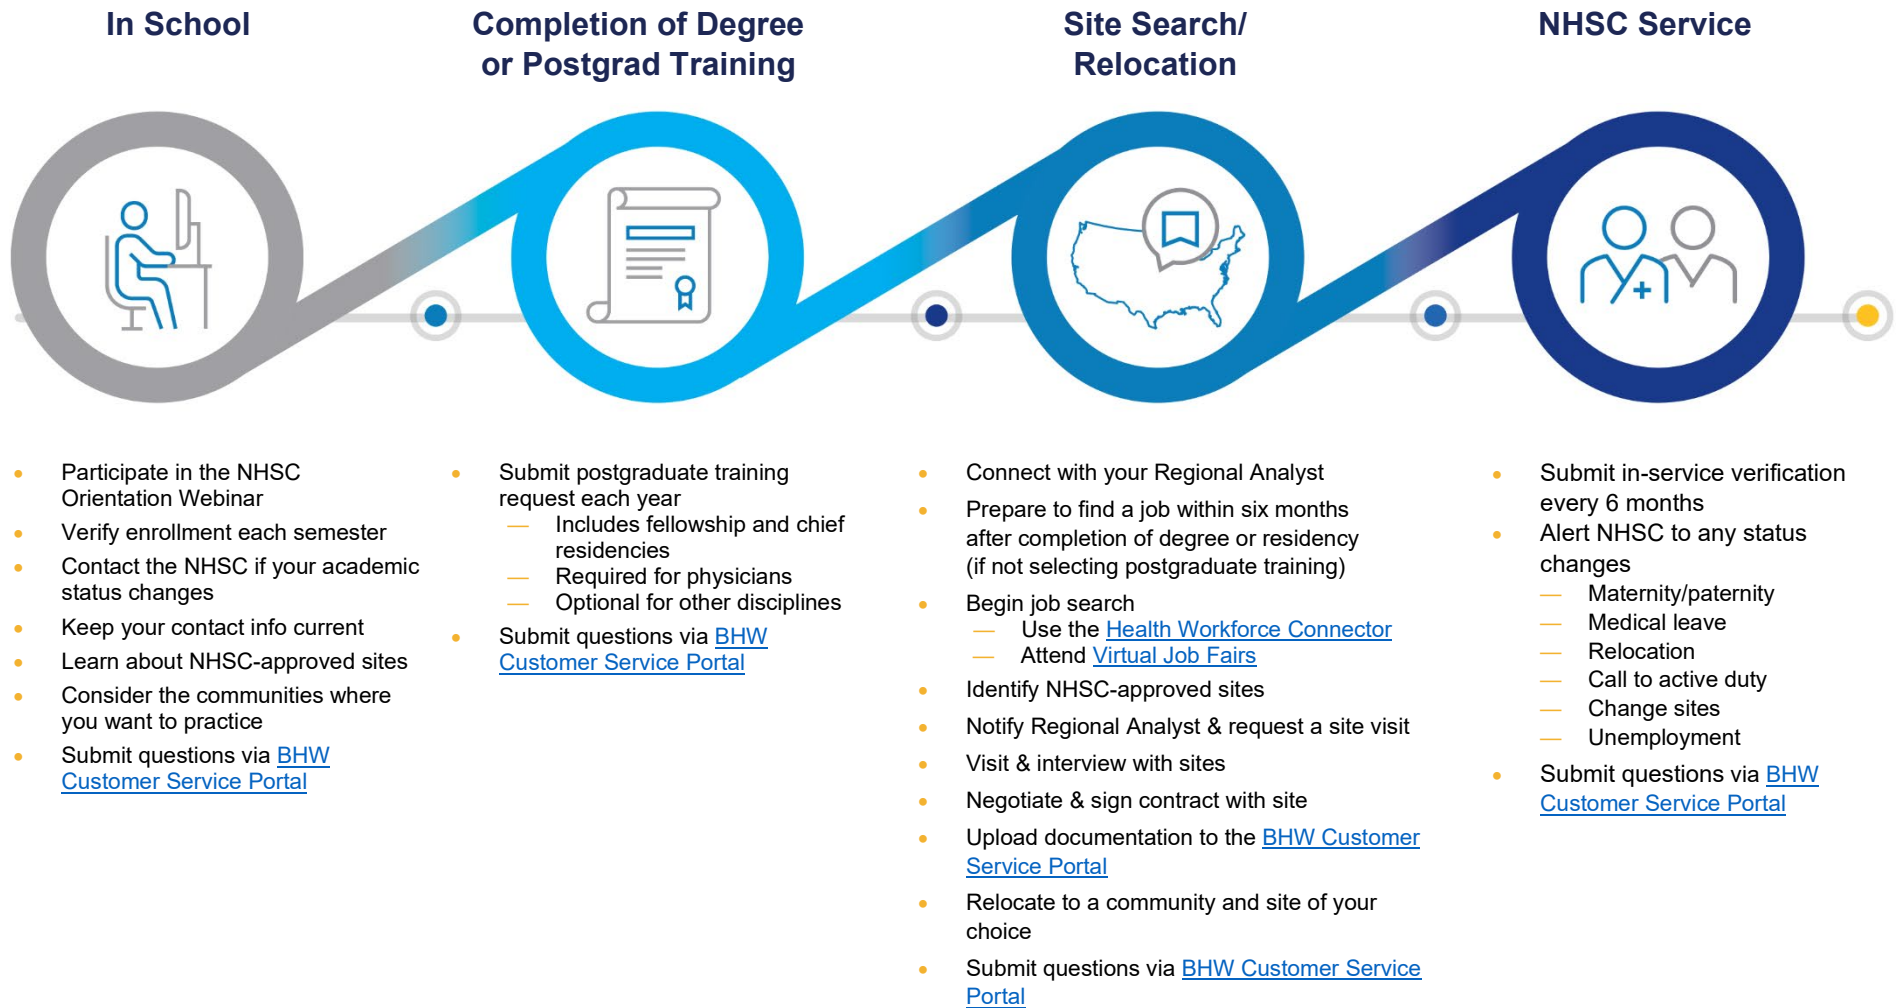 In School
Completion of Degree
or Postgrad Training
Site Search/
Relocation
NHSC Service
• Participate in the NHSC
Orientation Webinar
• Verify enrollment each semester
• Contact the NHSC if your academic
status changes
• Keep your contact info current
• Learn about NHSC-approved sites
• Consider the communities where
you want to practice
• Submit questions via BHW
Customer Service Portal
• Submit postgraduate training
request each year
— Includes fellowship and chief
residencies
— Required for physicians
— Optional for other disciplines
• Submit questions via BHW
Customer Service Portal
• Connect with your Regional Analyst
• Prepare to find a job within six months
after completion of degree or residency
(if not selecting postgraduate training)
• Begin job search
— Use the Health Workforce Connector
— Attend Virtual Job Fairs
• Identify NHSC-approved sites
• Notify Regional Analyst & request a site visit
• Visit & interview with sites
• Negotiate & sign contract with site
• Upload documentation to the BHW Customer
Service Portal
• Relocate to a community and site of your
choice
• Submit questions via BHW Customer Service
Portal
• Submit in-service verification
every 6 months
• Alert NHSC to any status
changes
— Maternity/paternity
— Medical leave
— Relocation
— Call to active duty
— Change sites
— Unemployment
• Submit questions via BHW
Customer Service Portal